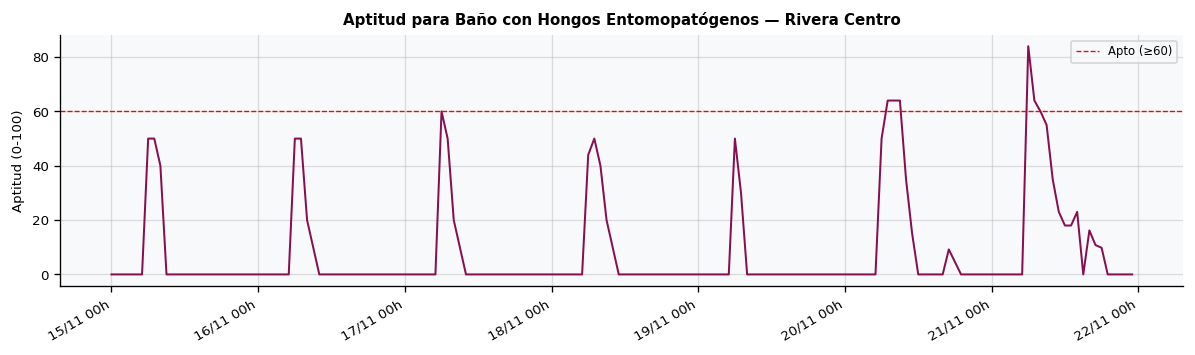 Aptitud para Baño con Hongos Entomopatógenos — Rivera Centro
Apto (≥60)
Aptitud (0-100)
80
60
40
20
0
15/11 00h
16/11 00h
17/11 00h
18/11 00h
19/11 00h
20/11 00h
21/11 00h
22/11 00h